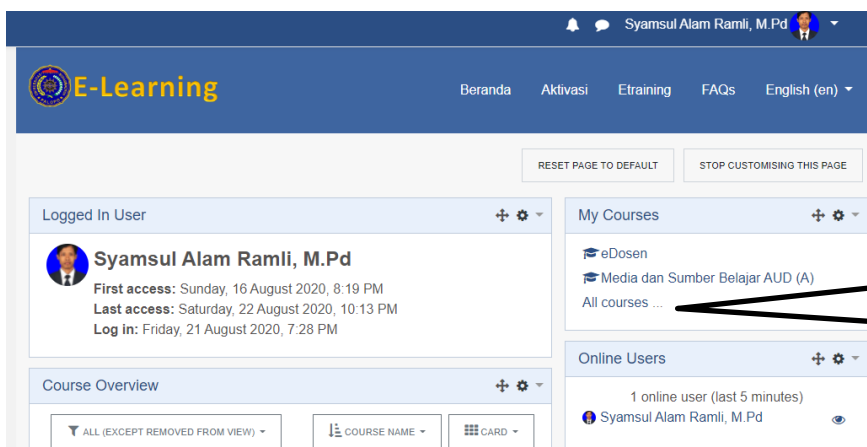 Syamsul Alam Ramli, M.Pd
E-Learning
Beranda Aktivasi Etraining FAQs English (en)
RESET PAGE TO DEFAULT STOP CUSTOMISING THIS PAGE
Logged In User
Syamsul Alam Ramli, M.Pd
First access: Sunday, 16 August 2020, 8:19 PM
Last access: Saturday, 22 August 2020, 10:13 PM
Log in: Friday, 21 August 2020, 7:28 PM
My Courses
eDosen
Media dan Sumber Belajar AUD (A)
All courses ...
Course Overview
ALL (EXCEPT REMOVED FROM VIEW) COURSE NAME CARD
Online Users
1 online user (last 5 minutes)
Syamsul Alam Ramli, M.Pd